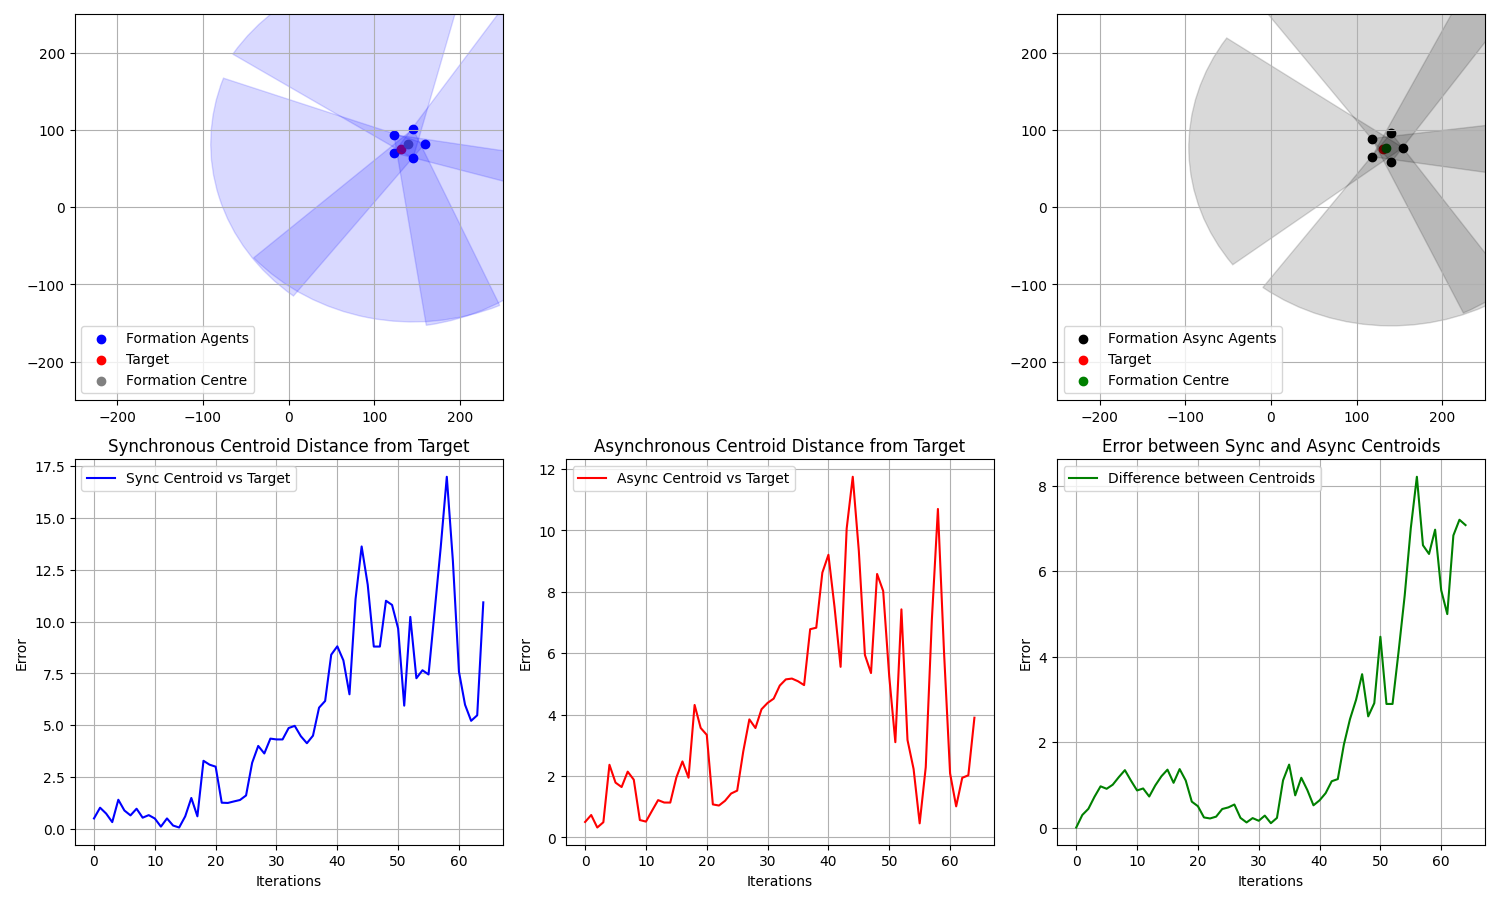 200
100
0
−100
−200
−200 −100 0 100 200
Formation Agents
Target
Formation Centre
200
100
0
−100
−200
−200 −100 0 100 200
Formation Async Agents
Target
Formation Centre
Synchronous Centroid Distance from Target
Sync Centroid vs Target
17.5
15.0
12.5
10.0
7.5
5.0
2.5
0.0
Error
0 10 20 30 40 50 60
Iterations
Asynchronous Centroid Distance from Target
Async Centroid vs Target
12
10
8
6
4
2
0
Error
0 10 20 30 40 50 60
Iterations
Error between Sync and Async Centroids
Difference between Centroids
8
6
4
2
0
Error
0 10 20 30 40 50 60
Iterations